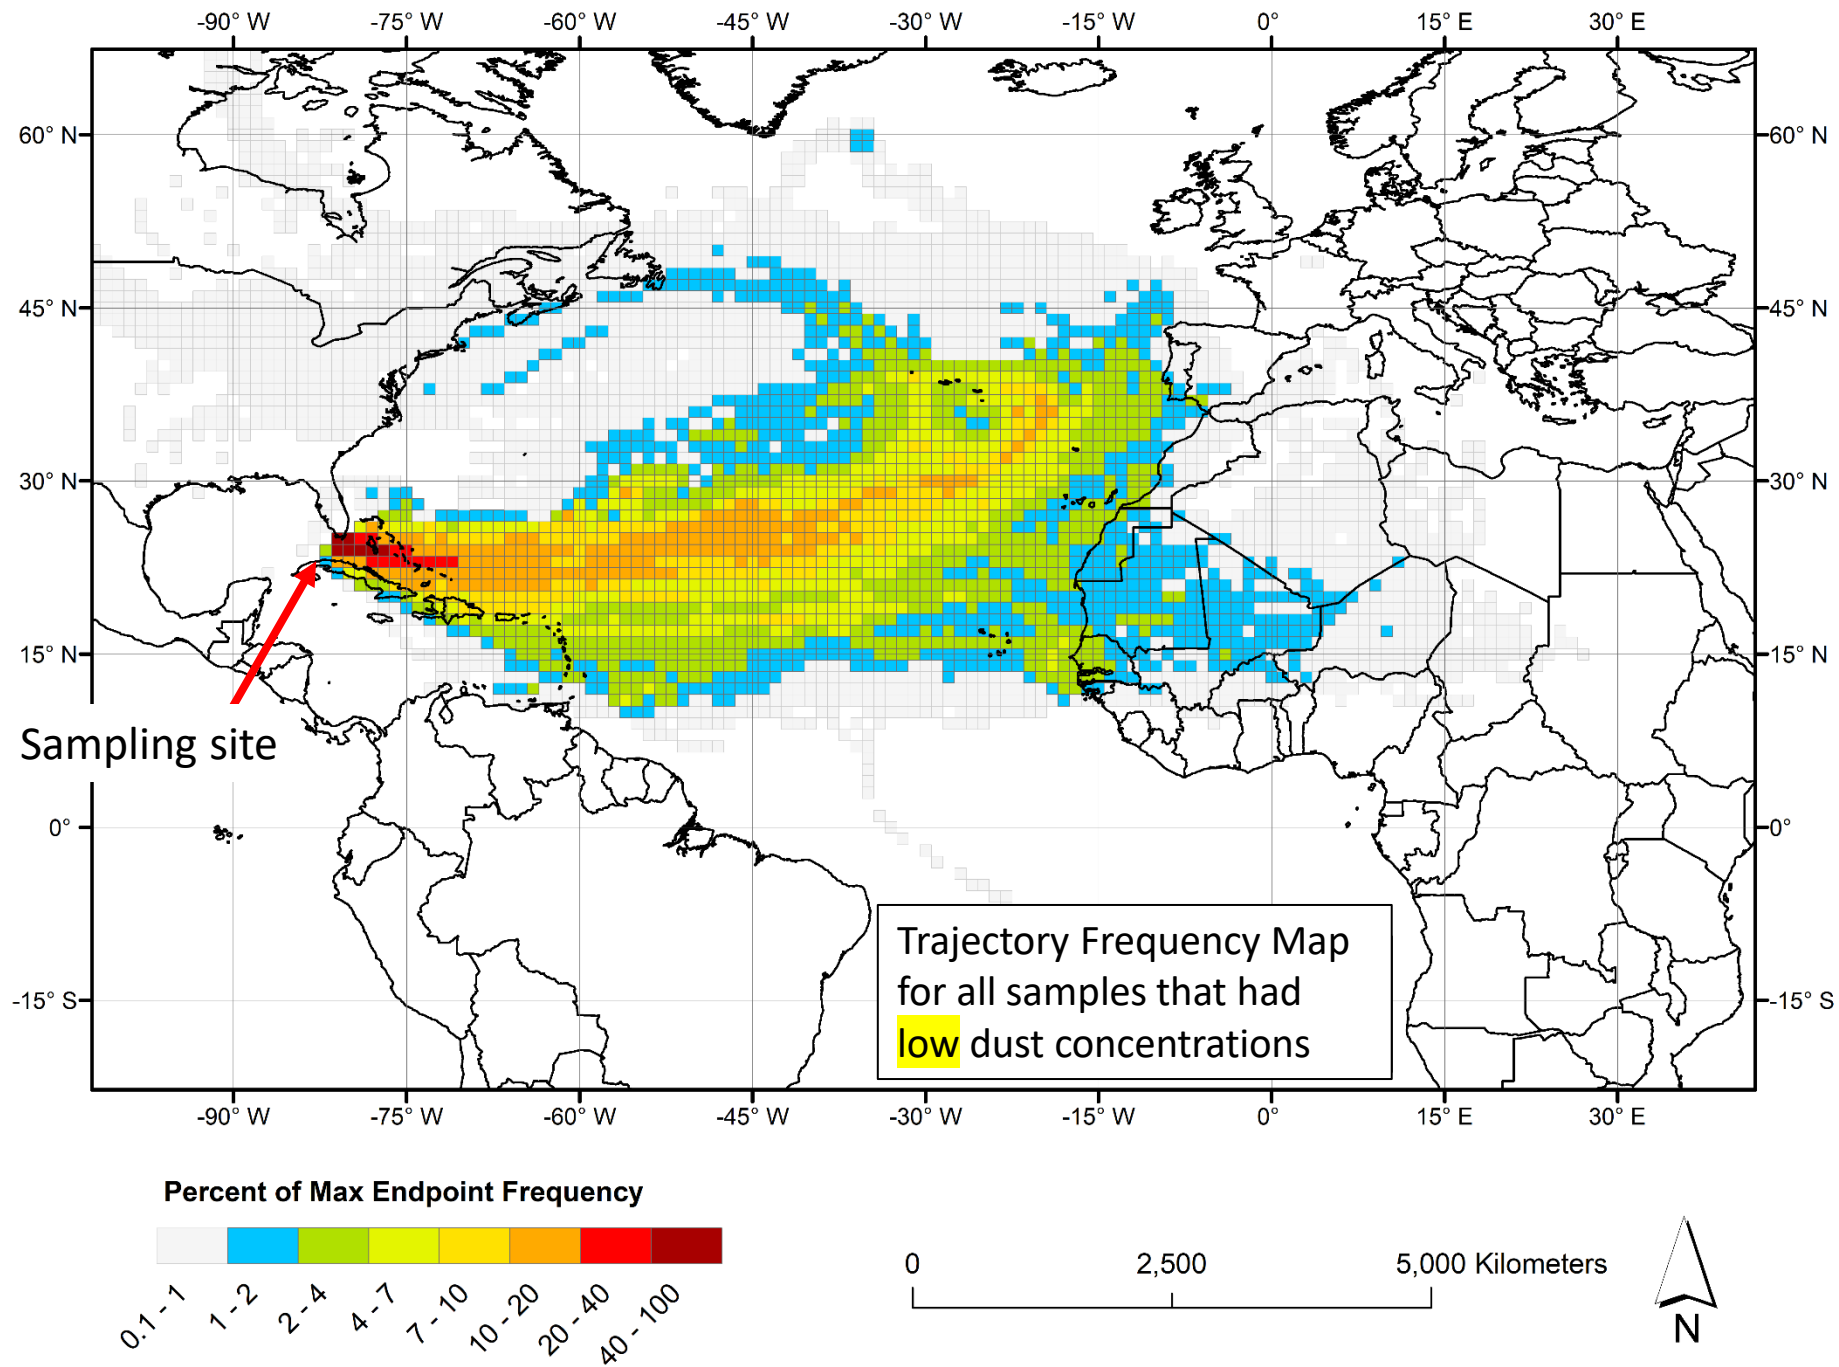 -90° W -75° W -60° W -45° W -30° W -15° W 0° 15° E 30° E
60° N 60° N
45° N 45° N
30° N 30° N
15° N 15° N
Sampling site
0° 0°
Trajectory Frequency Map
for all samples that had
low dust concentrations
-15° S -15° S
-90° W -75° W -60° W -45° W -30° W -15° W 0° 15° E 30° E
Percent of Max Endpoint Frequency
0.1 - 1 1 - 2 2 - 4 4 - 7 7 - 10 10 - 20 20 - 40 40 - 100
0 2,500 5,000 Kilometers
N